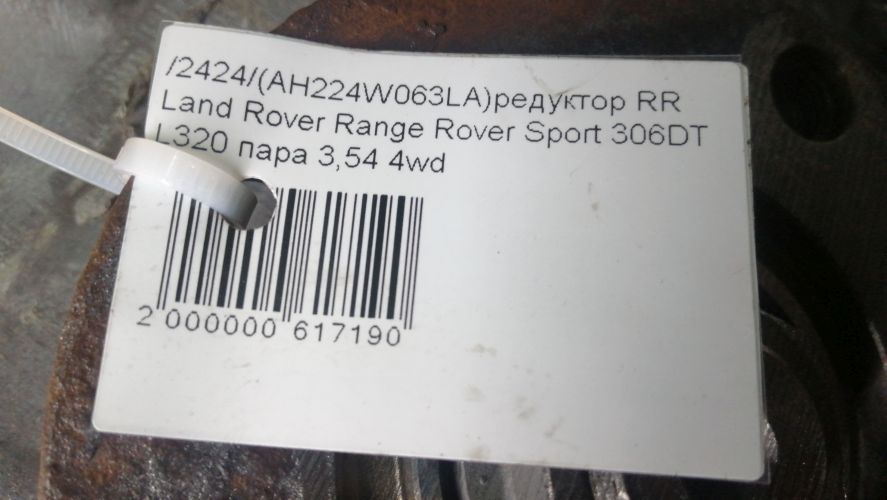 /2424/(AH224W063LA)редуктор RR
Land Rover Range Rover Sport 306DT
L320 пара 3,54 4wd
2 000000 617190